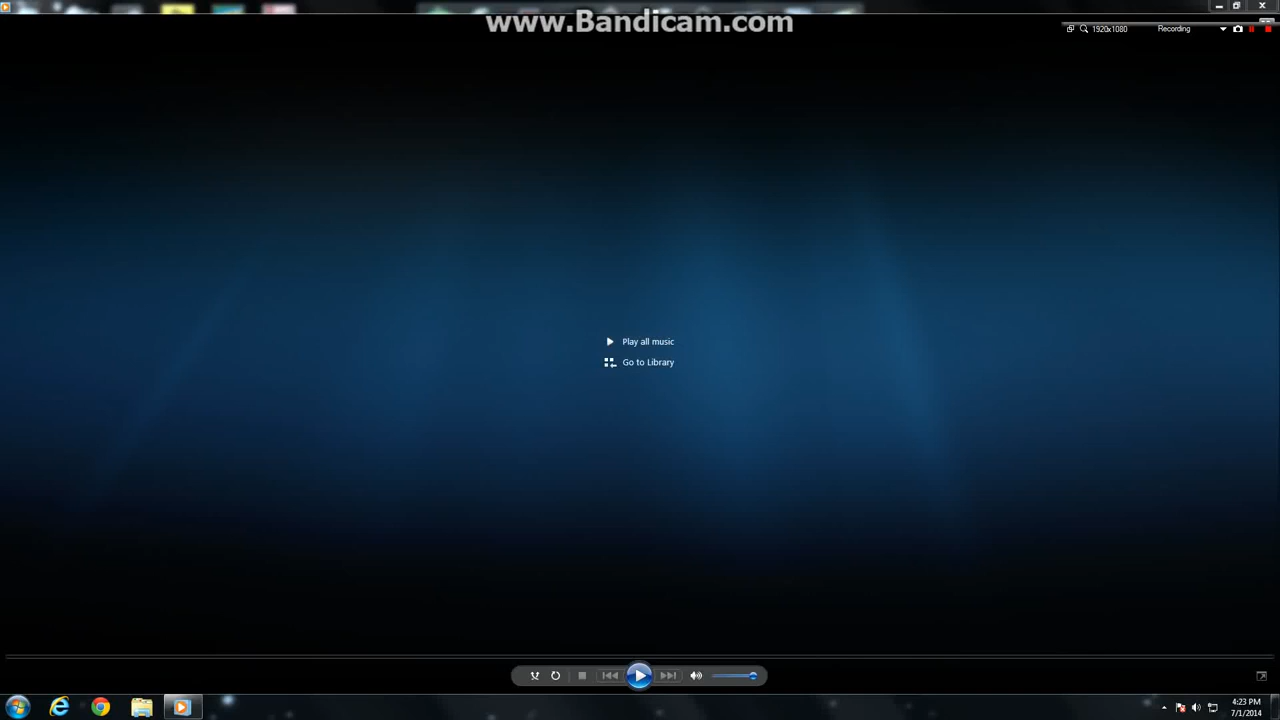 www.Bandicam.com
1920x1080
Recording
Play all music
Go to Library
4:23 PM
7/1/2014